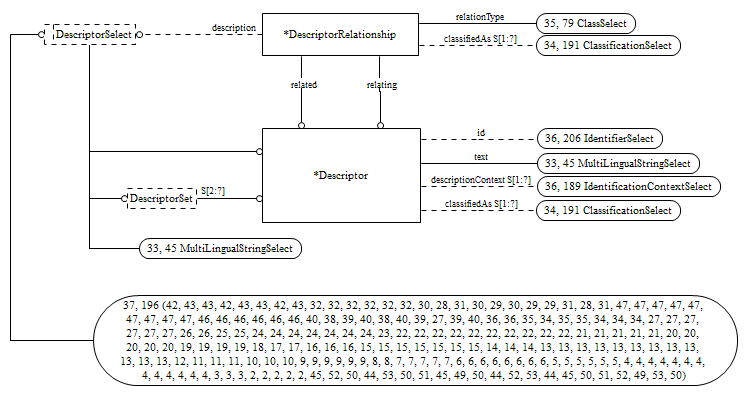 relationType
35, 79 ClassSelect
description
DescriptorSelect
*DescriptorRelationship
classifiedAs S[1:?]
34, 191 ClassificationSelect
related
relating
id
36, 206 IdentifierSelect
text
33, 45 MultiLingualStringSelect
*Descriptor
descriptionContext S[1:?]
36, 189 IdentificationContextSelect
DescriptorSet
S[2:?]
classifiedAs S[1:?]
34, 191 ClassificationSelect
33, 45 MultiLingualStringSelect
37, 196 (42, 43, 43, 42, 43, 43, 42, 43, 32, 32, 32, 32, 32, 32, 30, 28, 31, 30, 29, 30, 29, 29, 31, 28, 31, 47, 47, 47, 47, 47,
47, 47, 47, 47, 46, 46, 46, 46, 46, 46, 40, 38, 39, 40, 38, 40, 39, 27, 39, 40, 36, 36, 35, 34, 35, 35, 34, 34, 34, 27, 27, 27,
27, 27, 27, 26, 26, 25, 25, 24, 24, 24, 24, 24, 24, 24, 23, 22, 22, 22, 22, 22, 22, 22, 22, 22, 22, 21, 21, 21, 21, 21, 20, 20,
20, 20, 20, 19, 19, 19, 19, 18, 17, 17, 16, 16, 16, 15, 15, 15, 15, 15, 15, 15, 14, 14, 14, 13, 13, 13, 13, 13, 13, 13, 13, 13,
13, 13, 13, 12, 11, 11, 11, 10, 10, 10, 9, 9, 9, 9, 9, 9, 8, 8, 7, 7, 7, 7, 7, 6, 6, 6, 6, 6, 6, 6, 6, 5, 5, 5, 5, 5, 5, 4, 4, 4, 4, 4, 4, 4,
4, 4, 4, 4, 4, 4, 3, 3, 3, 2, 2, 2, 2, 2, 45, 52, 50, 44, 53, 50, 51, 45, 49, 50, 44, 52, 53, 44, 45, 50, 51, 52, 49, 53, 50)